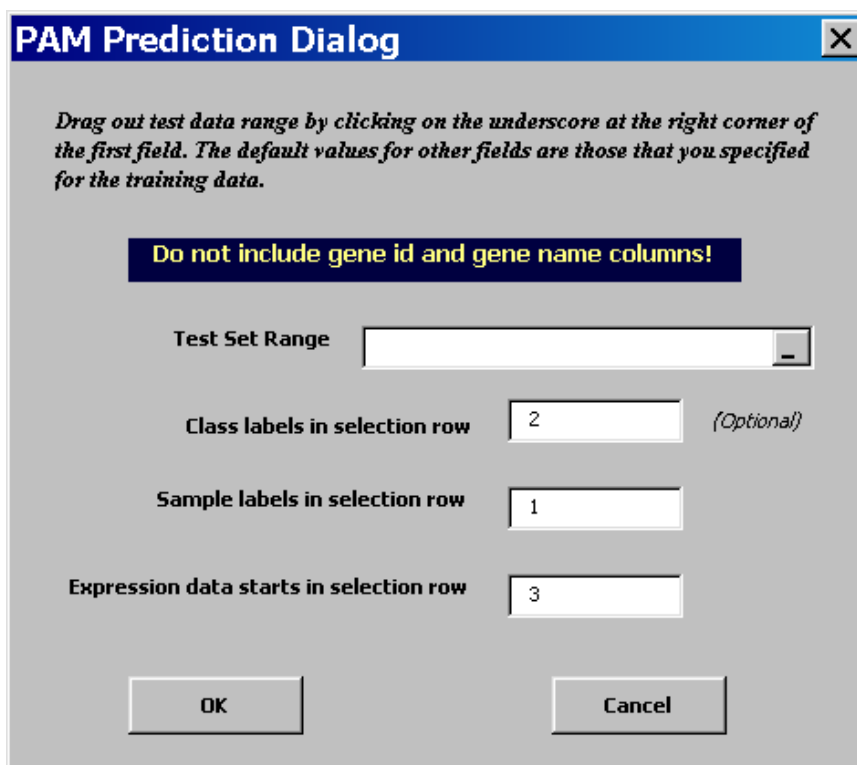 PAM Prediction Dialog
Drag out test data range by clicking on the underscore at the right corner of
the first field. The default values for other fields are those that you specified
for the training data.
Do not include gene id and gene name columns!
Test Set Range _
Class labels in selection row 2 (Optional)
Sample labels in selection row 1
Expression data starts in selection row 3
OK Cancel